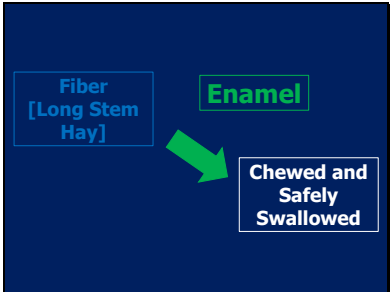 Fiber
[Long Stem
Hay]
Enamel
Chewed and
Safely
Swallowed